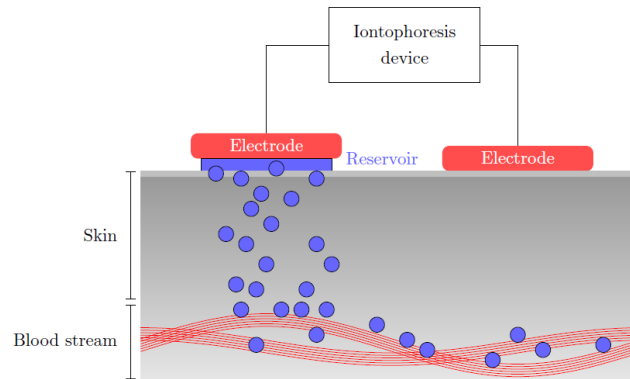 Iontophoresis
device
Electrode
Reservoir
Electrode
Skin
Blood stream